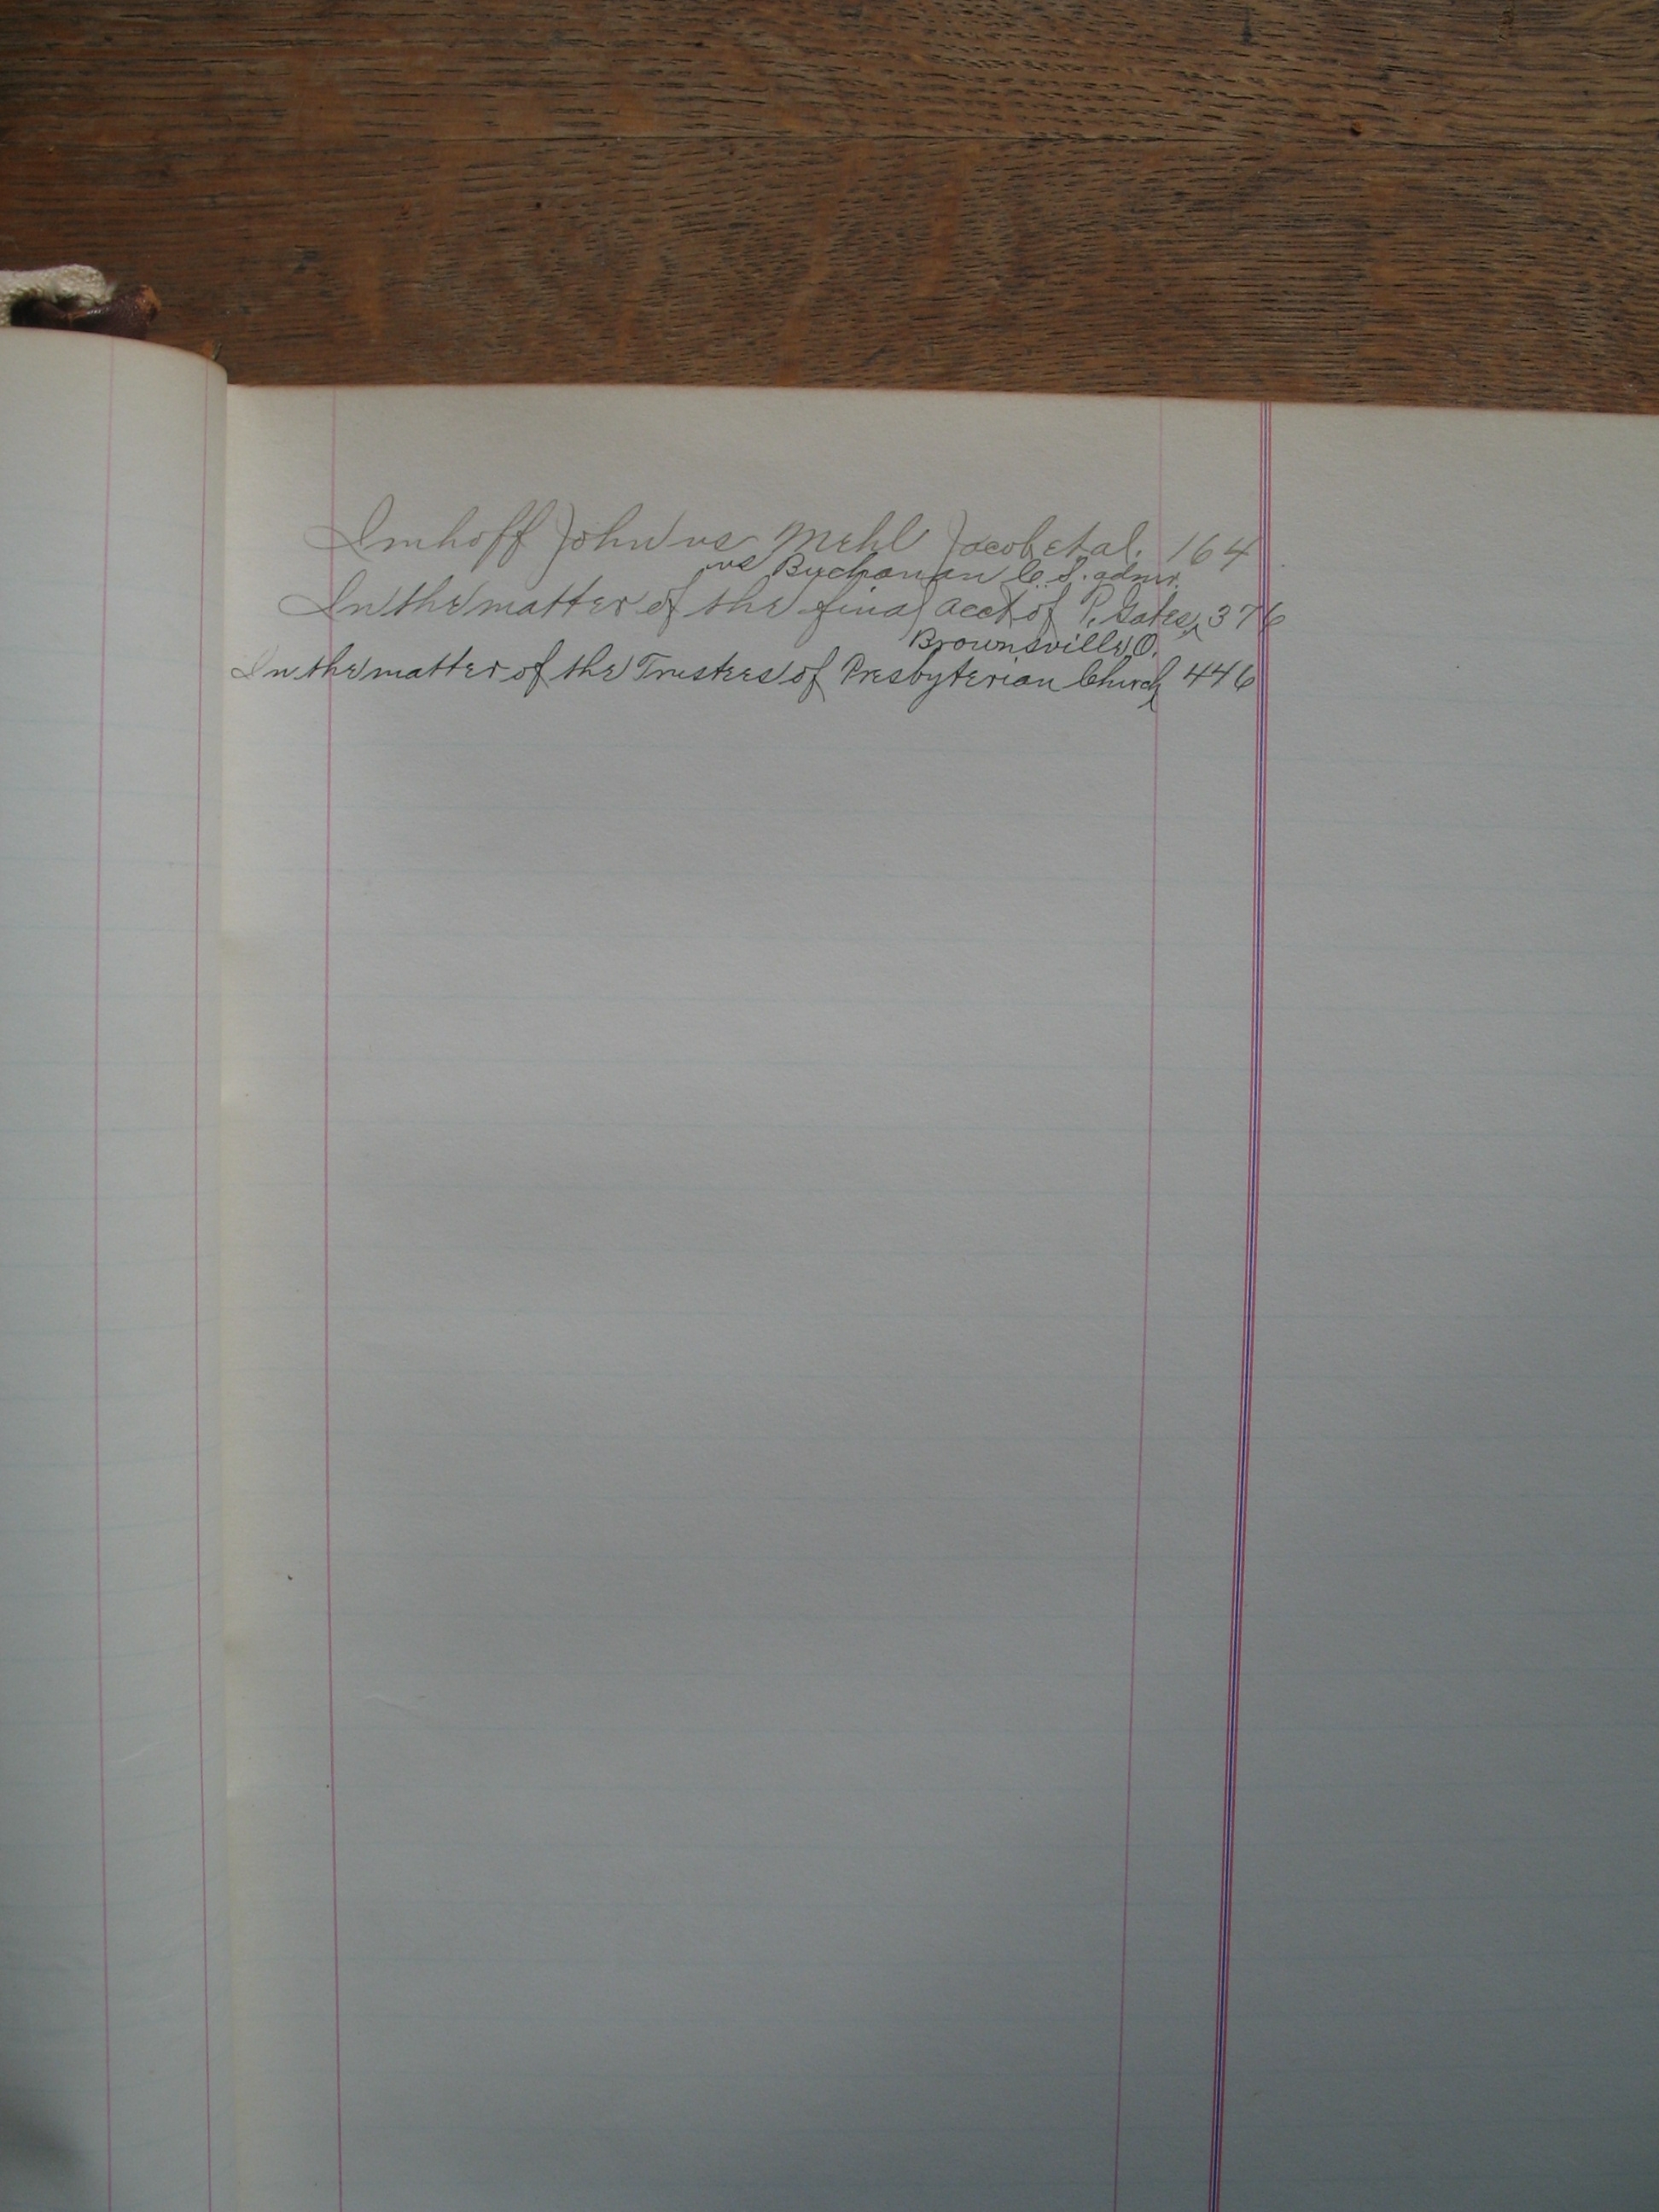 Imhoff John vs Mehl Jacob et al. 164
vs Buchanan C. S. admr.
In the matter of the final acct of P. Gates, 376
Brownsville O.
In the matter of the Trustees of Presbyterian Church 446